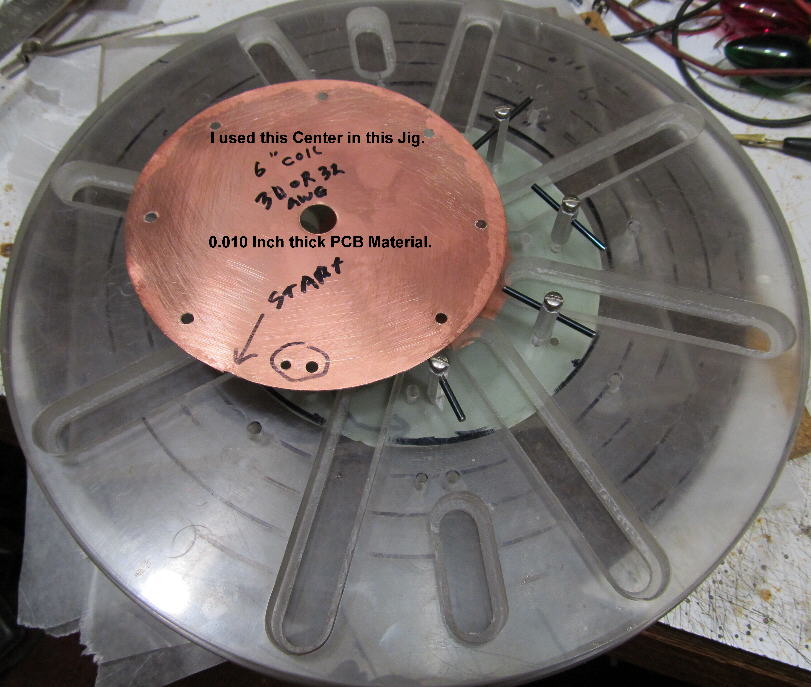 I used this Center in this Jig.
6" COIL
30 OR 32
AWG
0.010 Inch thick PCB Material.
START